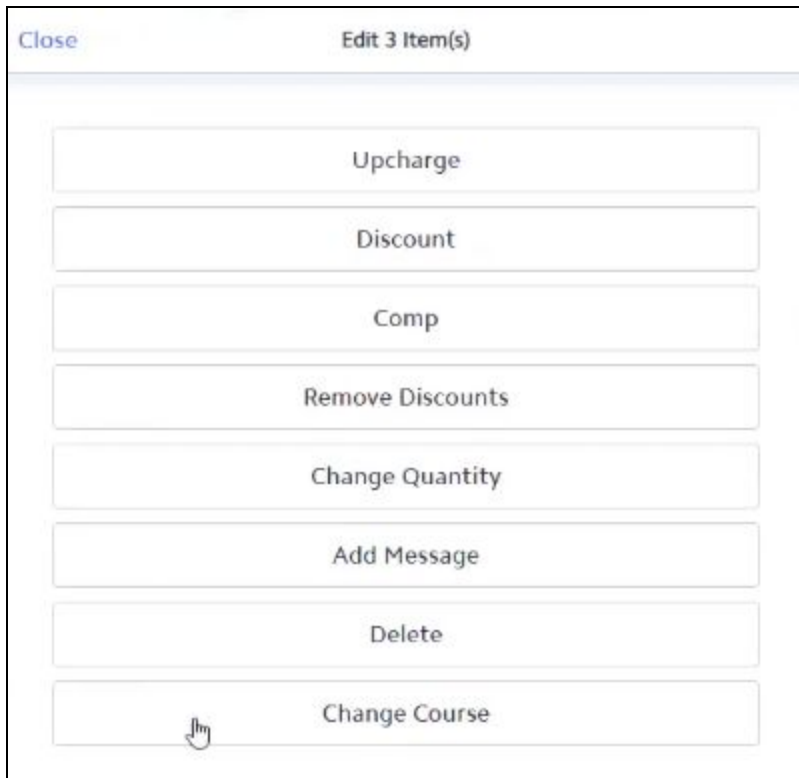 Close
Edit 3 Item(s)
Upcharge
Discount
Comp
Remove Discounts
Change Quantity
Add Message
Delete
Change Course